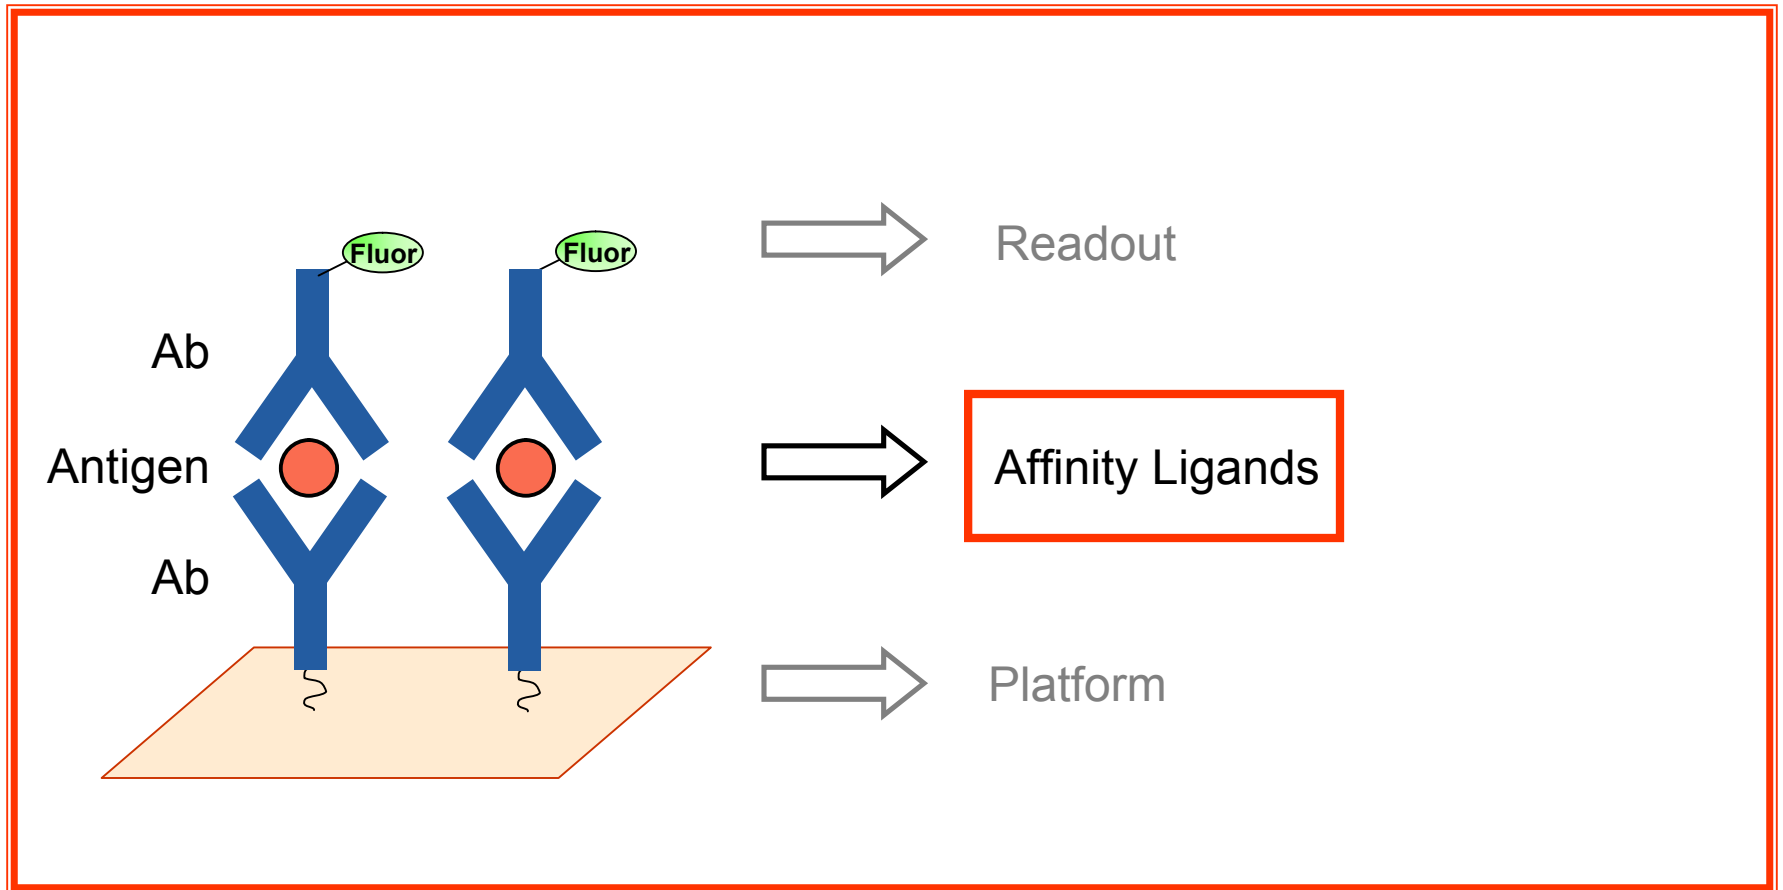 Fluor
Fluor
Readout
Ab
Antigen
Affinity Ligands
Ab
Platform